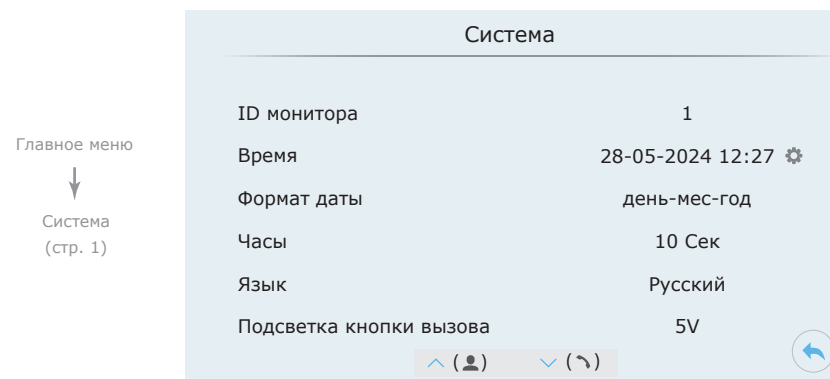 Система
Главное меню
Система
(стр. 1)
ID монитора 1
Время 28-05-2024 12:27
Формат даты день-мес-год
Часы 10 Сек
Язык Русский
Подсветка кнопки вызова 5V